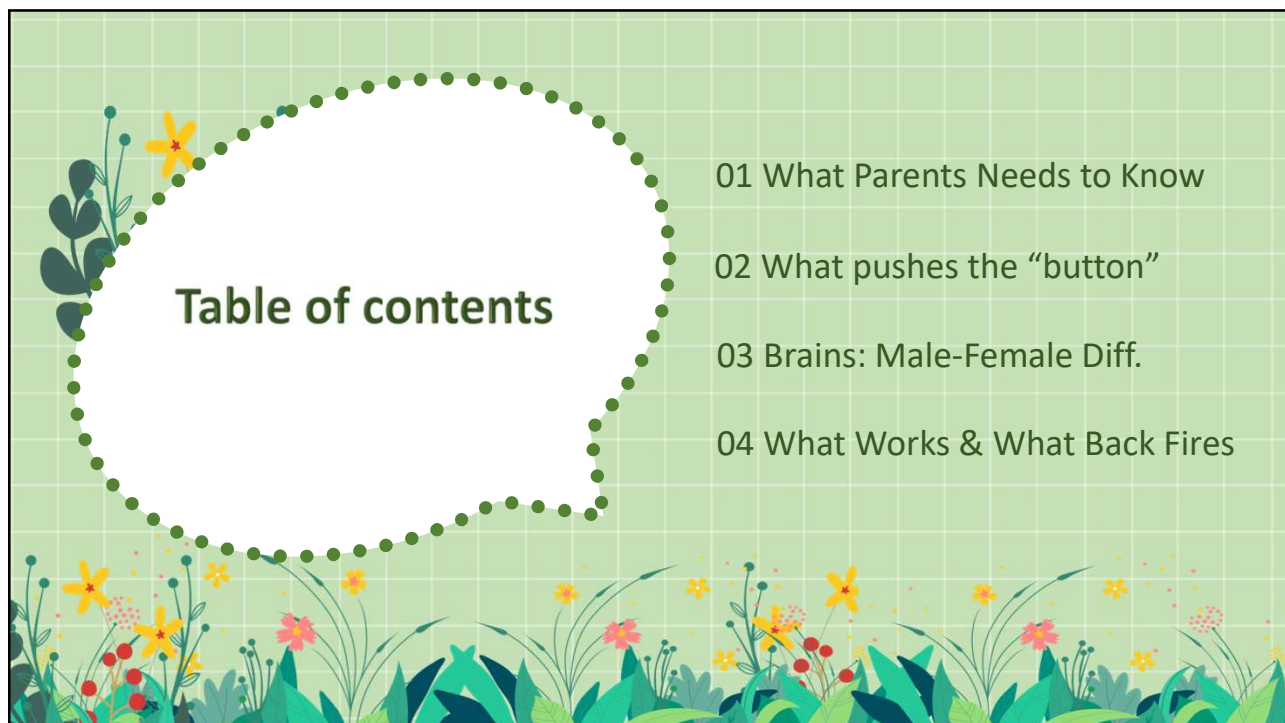 Table of contents
01 What Parents Needs to Know
02 What pushes the “button”
03 Brains: Male-Female Diff.
04 What Works & What Back Fires